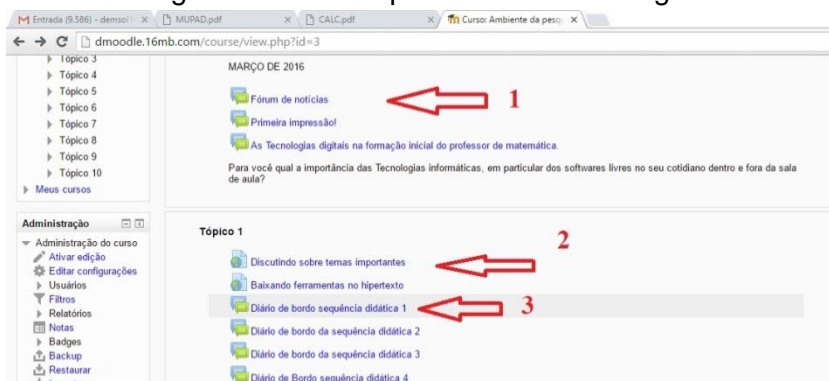 Entrada (9.586) - demsol
MUPAD.pdf
CALC.pdf
Curso: Ambiente da pesq
dmoodle.16mb.com/course/view.php?id=3
Tópico 3
Tópico 4
Tópico 5
Tópico 6
Tópico 7
Tópico 8
Tópico 9
Tópico 10
Meus cursos
Administração
Administração do curso
Ativar edição
Editar configurações
Usuários
Filtros
Relatórios
Notas
Badges
Backup
Restaurar
MARÇO DE 2016
Fórum de notícias
1
Primeira impressão!
As Tecnologias digitais na formação inicial do professor de matemática.
Para você qual a importância das Tecnologias informáticas, em particular dos softwares livres no seu cotidiano dentro e fora da sala
de aula?
Tópico 1
2
Discutindo sobre temas importantes
Baixando ferramentas no hipertexto
Diário de bordo sequência didática 1
3
Diário de bordo da sequência didática 2
Diário de bordo da sequência didática 3
Diário de Bordo sequência didática 4